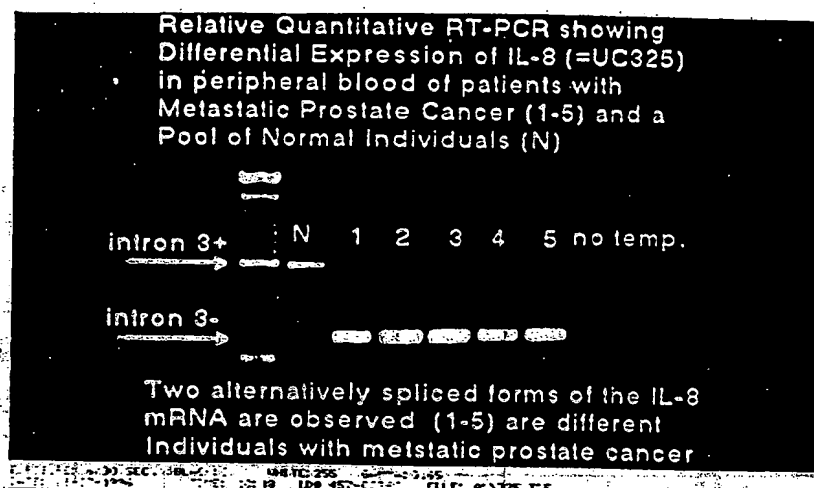 Relative Quantitative RT-PCR showing
Differential Expression of IL-8 (=UC325)
in peripheral blood of patients with
Metastatic Prostate Cancer (1-5) and a
Pool of Normal Individuals (N)
N 1 2 3 4 5 no temp.
intron 3+
intron 3-
Two alternatively spliced forms of the IL-8
mRNA are observed (1-5) are different
Individuals with metstatic prostate cancer
SEC. WHITE 255